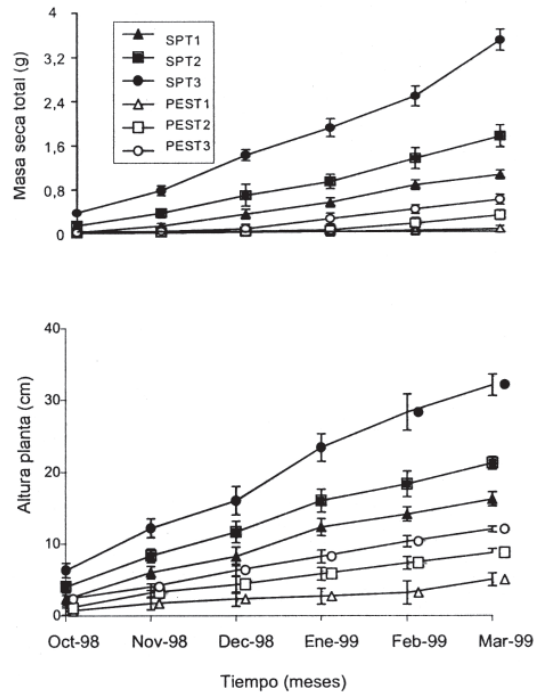 Masa seca total (g)
4
3,2
2,4
1,6
0,8
0
SPT1
SPT2
SPT3
PEST1
PEST2
PEST3
Altura planta (cm)
40
30
20
10
0
Oct-98 Nov-98 Dec-98 Ene-99 Feb-99 Mar-99
Tiempo (meses)